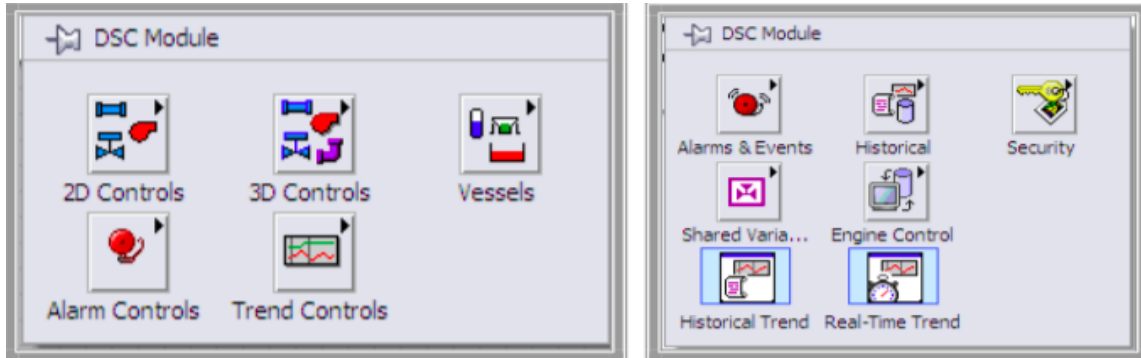 DSC Module
2D Controls
3D Controls
Vessels
Alarm Controls
Trend Controls
DSC Module
Alarms & Events
Historical
Security
Shared Varia...
Engine Control
Historical Trend
Real-Time Trend